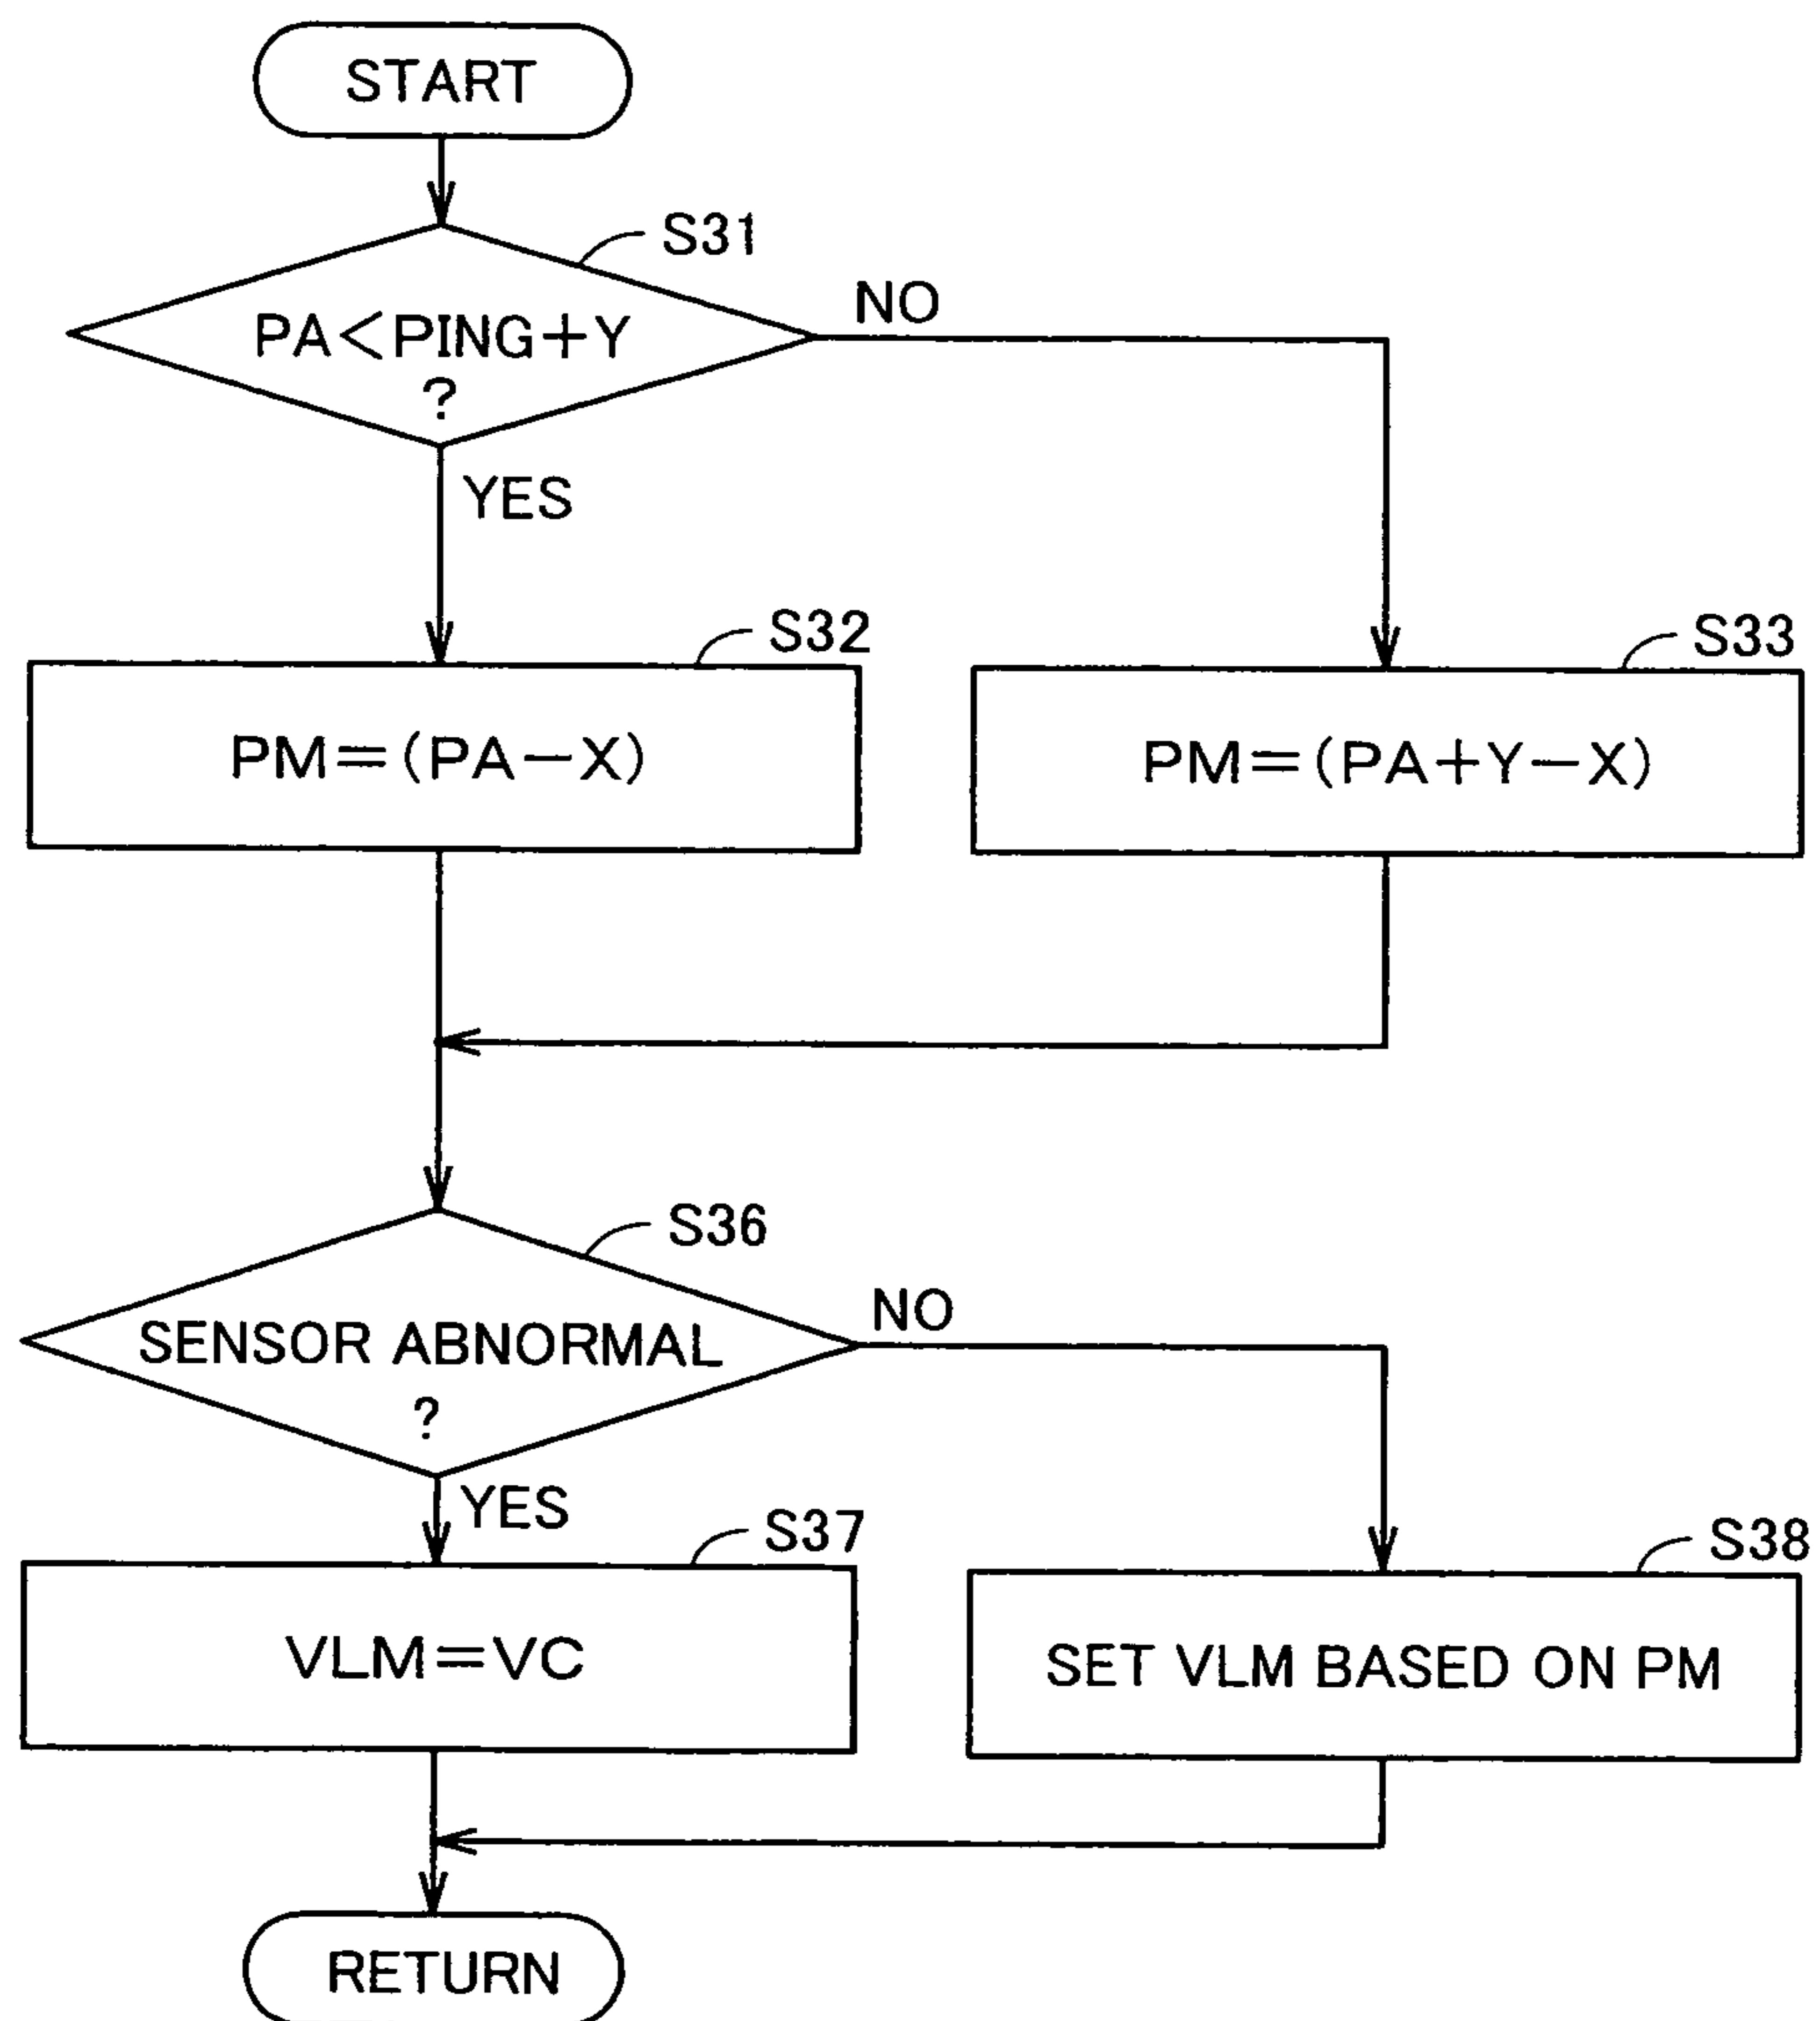 START
S31
PA<PING+Y
?
NO
YES
S32
S33
PM=(PA-X)
PM=(PA+Y-X)
S36
SENSOR ABNORMAL
?
NO
YES
S37
S38
VLM=VC
SET VLM BASED ON PM
RETURN